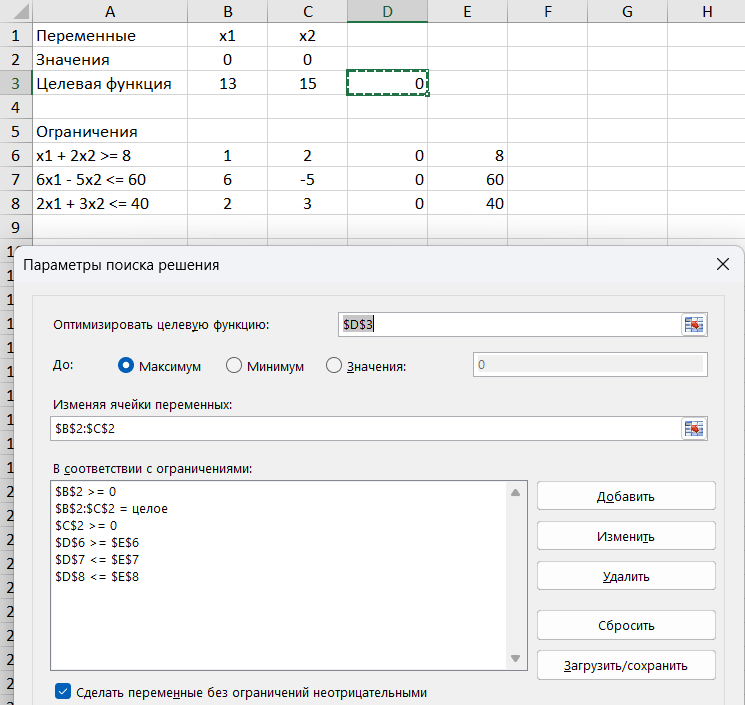 A B C D E F G H
1 Переменные x1 x2
2 Значения 0 0
3 Целевая функция 13 15 0
4
5 Ограничения
6 x1 + 2x2 >= 8 1 2 0 8
7 6x1 - 5x2 <= 60 6 -5 0 60
8 2x1 + 3x2 <= 40 2 3 0 40
9
Параметры поиска решения
Оптимизировать целевую функцию: $D$3
До: Максимум Минимум Значения: 0
Изменяя ячейки переменных:
$B$2:$C$2
В соответствии с ограничениями:
$B$2 >= 0
$B$2:$C$2 = целое
$C$2 >= 0
$D$6 >= $E$6
$D$7 <= $E$7
$D$8 <= $E$8
Добавить
Изменить
Удалить
Сбросить
Загрузить/сохранить
Сделать переменные без ограничений неотрицательными